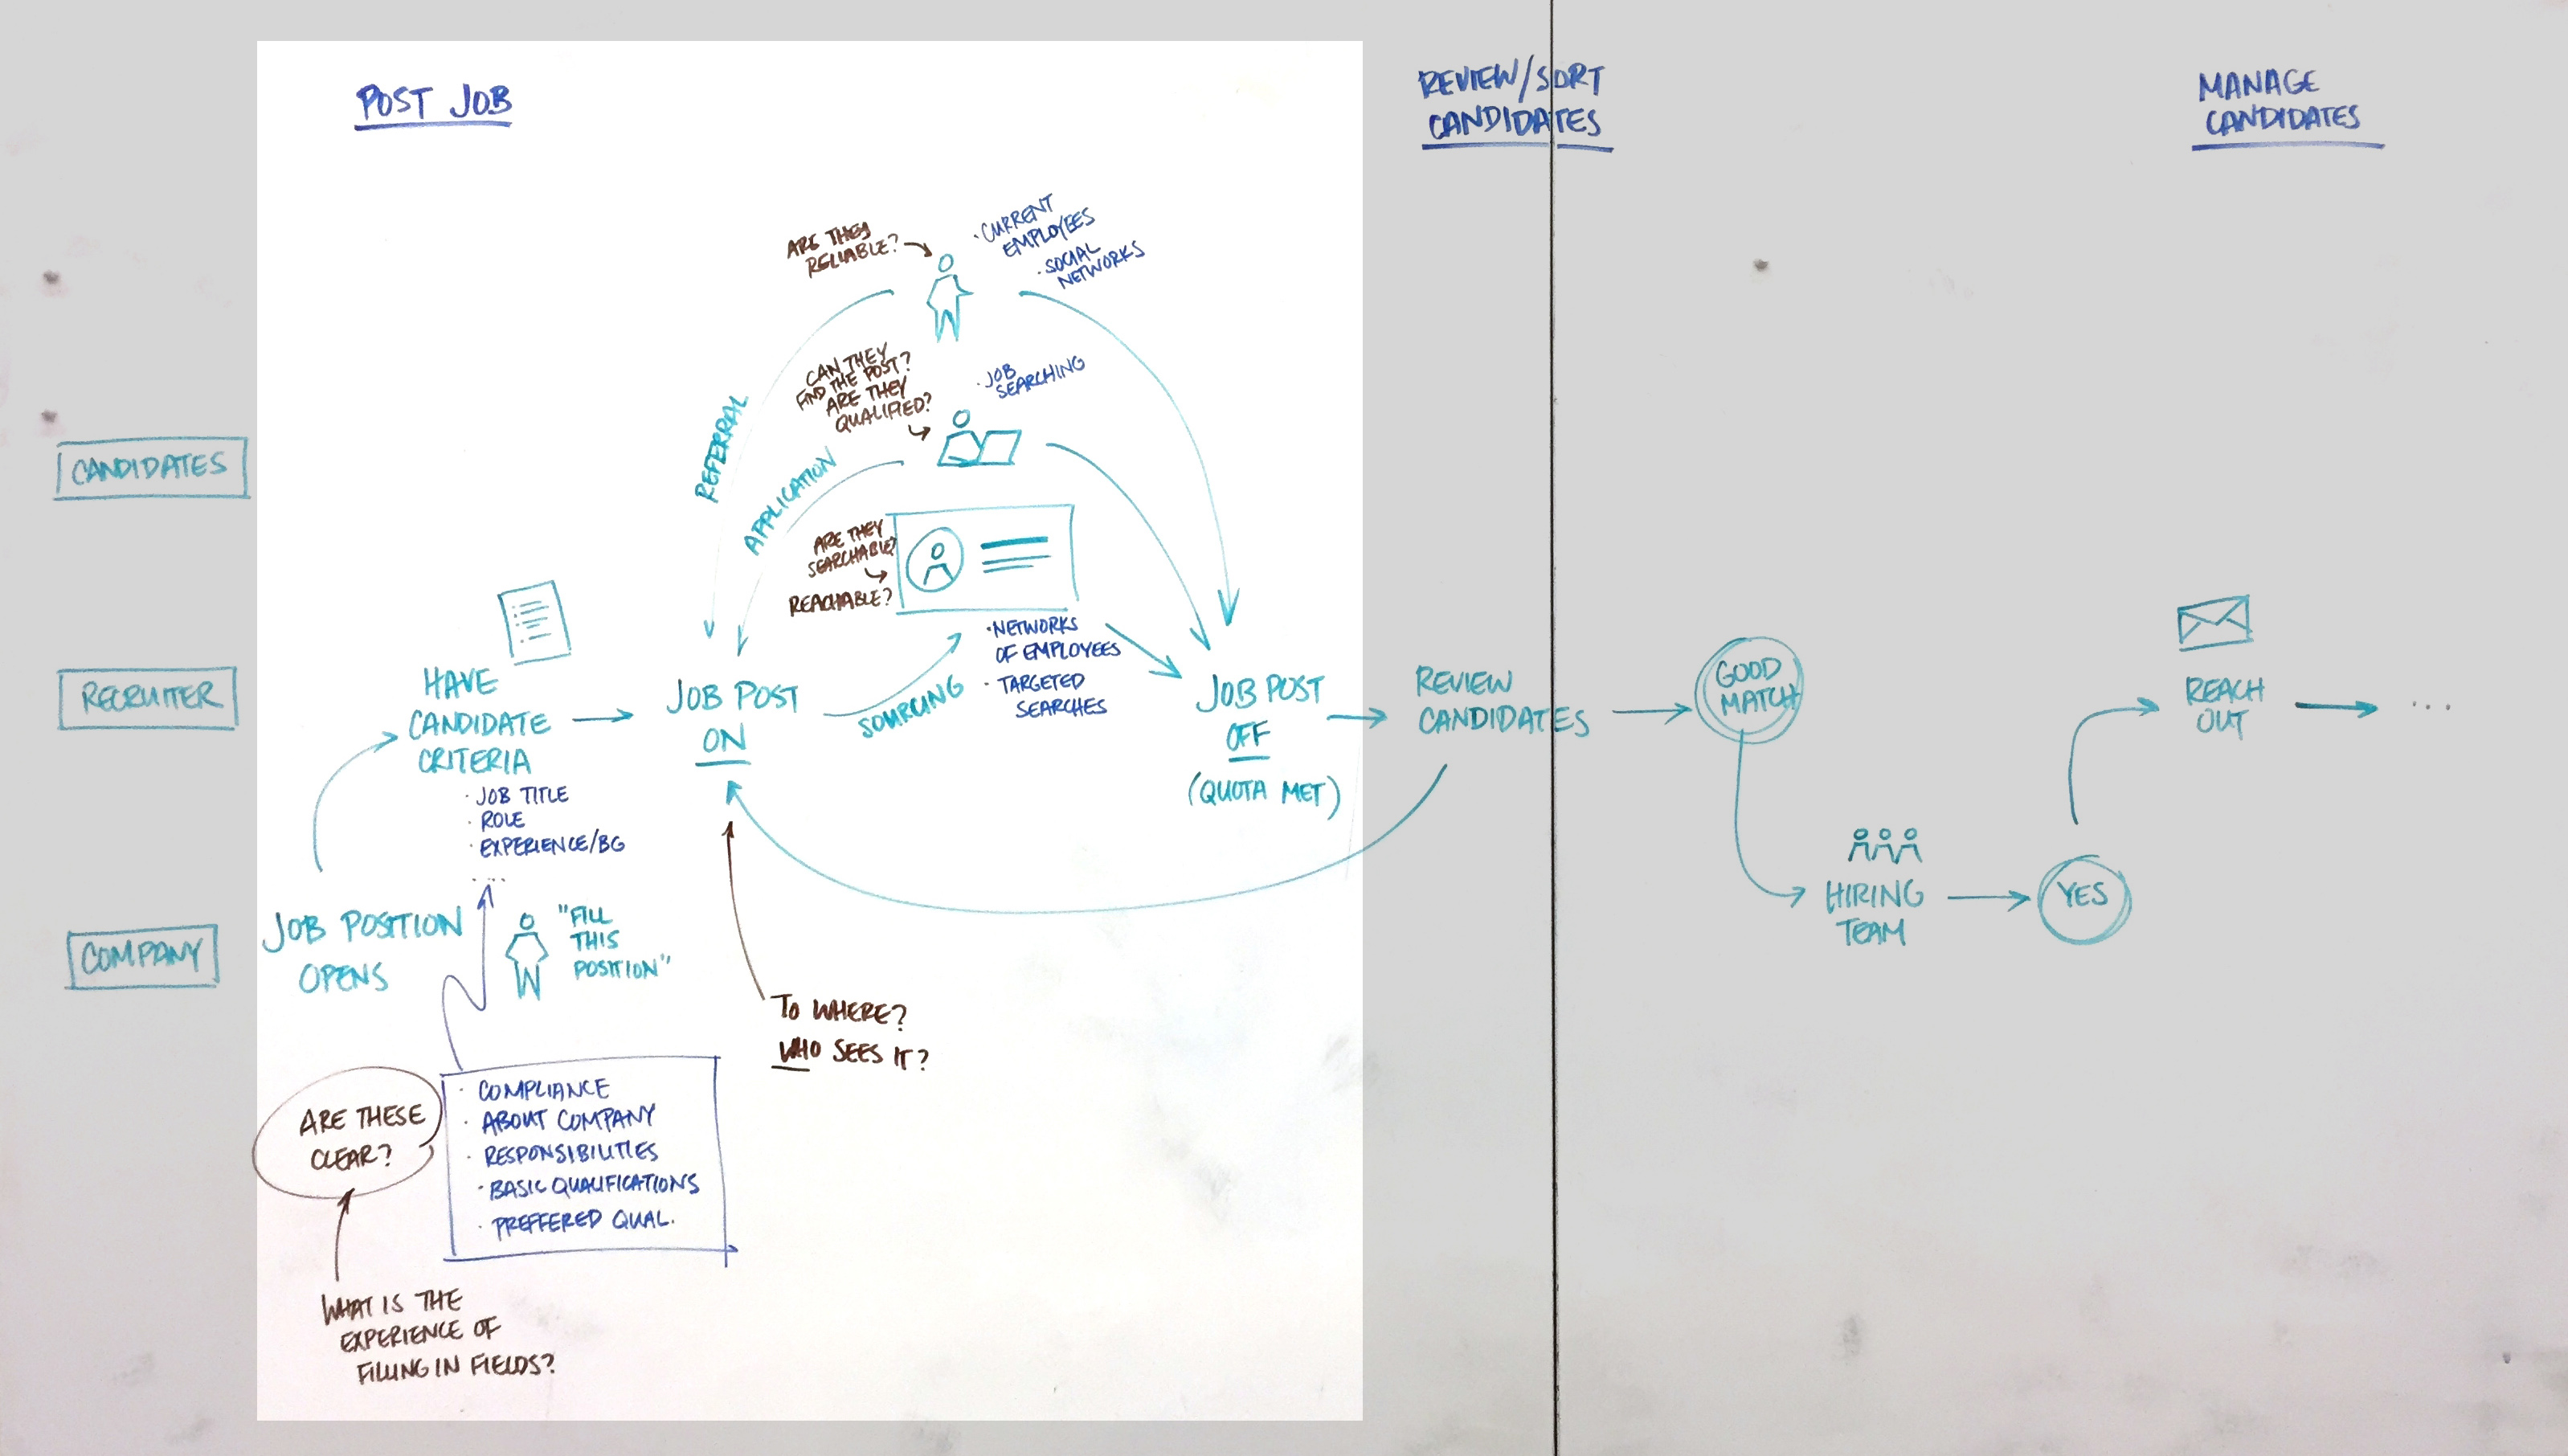 POST JOB
REVIEW/SORT
CANDIDATES
MANAGE
CANDIDATES
ARE THEY
RELIABLE?
· CURRENT
EMPLOYEES
· SOCIAL
NETWORKS
CAN THEY
FIND THE POST?
ARE THEY
QUALIFIED?
· JOB
SEARCHING
REFERRAL
APPLICATION
CANDIDATES
ARE THEY
SEARCHABLE?
REACHABLE?
· NETWORKS
OF EMPLOYEES
· TARGETED
SEARCHES
SOURCING
RECRUITER
HAVE
CANDIDATE
CRITERIA
· JOB TITLE
· ROLE
· EXPERIENCE/BG
....
JOB POST
ON
JOB POST
OFF
(QUOTA MET)
REVIEW
CANDIDATES
GOOD
MATCH
REACH
OUT
...
COMPANY
JOB POSITION
OPENS
"FILL
THIS
POSITION"
HIRING
TEAM
YES
TO WHERE?
WHO SEES IT?
ARE THESE
CLEAR?
· COMPLIANCE
· ABOUT COMPANY
· RESPONSIBILITIES
· BASIC QUALIFICATIONS
· PREFFERED QUAL.
WHAT IS THE
EXPERIENCE OF
FILLING IN FIELDS?